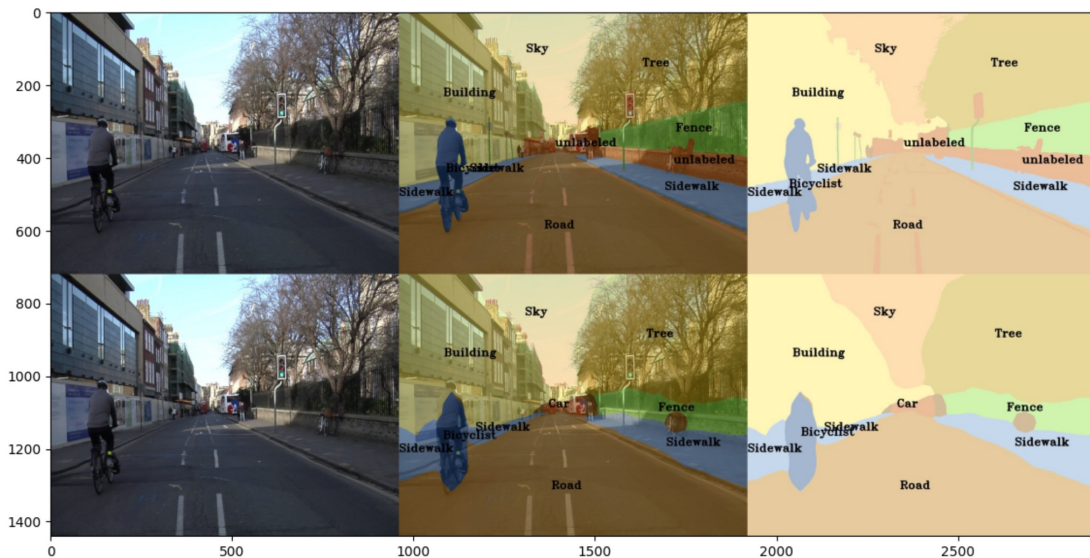 0
Sky
Tree
Sky
Tree
200
Building
Building
Fence
Fence
unlabeled
unlabeled
400
unlabeled
unlabeled
Sidewalk
Sidewalk
Bicyclist
Bicyclist
Sidewalk
Sidewalk
Sidewalk
Sidewalk
600
Road
Road
800
Sky
Sky
Tree
Tree
Building
Building
1000
Car
Car
Fence
Fence
Sidewalk
Sidewalk
Bicyclist
Bicyclist
1200
Sidewalk
Sidewalk
Sidewalk
Sidewalk
Road
Road
1400
0 500 1000 1500 2000 2500